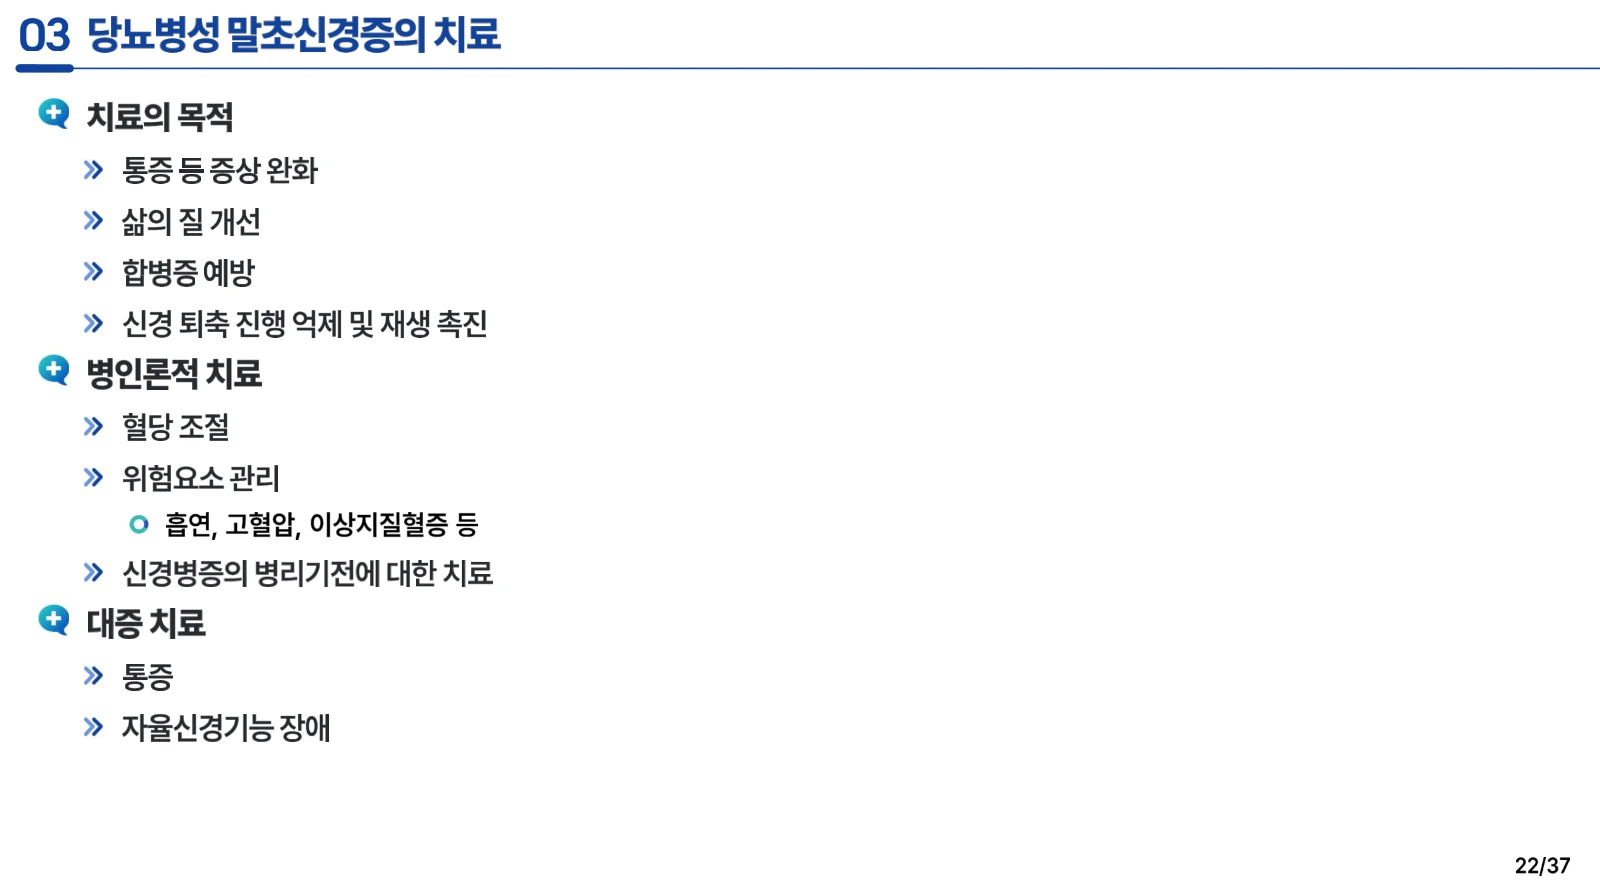 03 당뇨병성 말초신경증의 치료
치료의 목적
통증 등 증상 완화
삶의 질 개선
합병증 예방
신경 퇴축 진행 억제 및 재생 촉진
병인론적 치료
혈당 조절
위험요소 관리
흡연, 고혈압, 이상지질혈증 등
신경병증의 병리기전에 대한 치료
대증 치료
통증
자율신경기능 장애
22/37